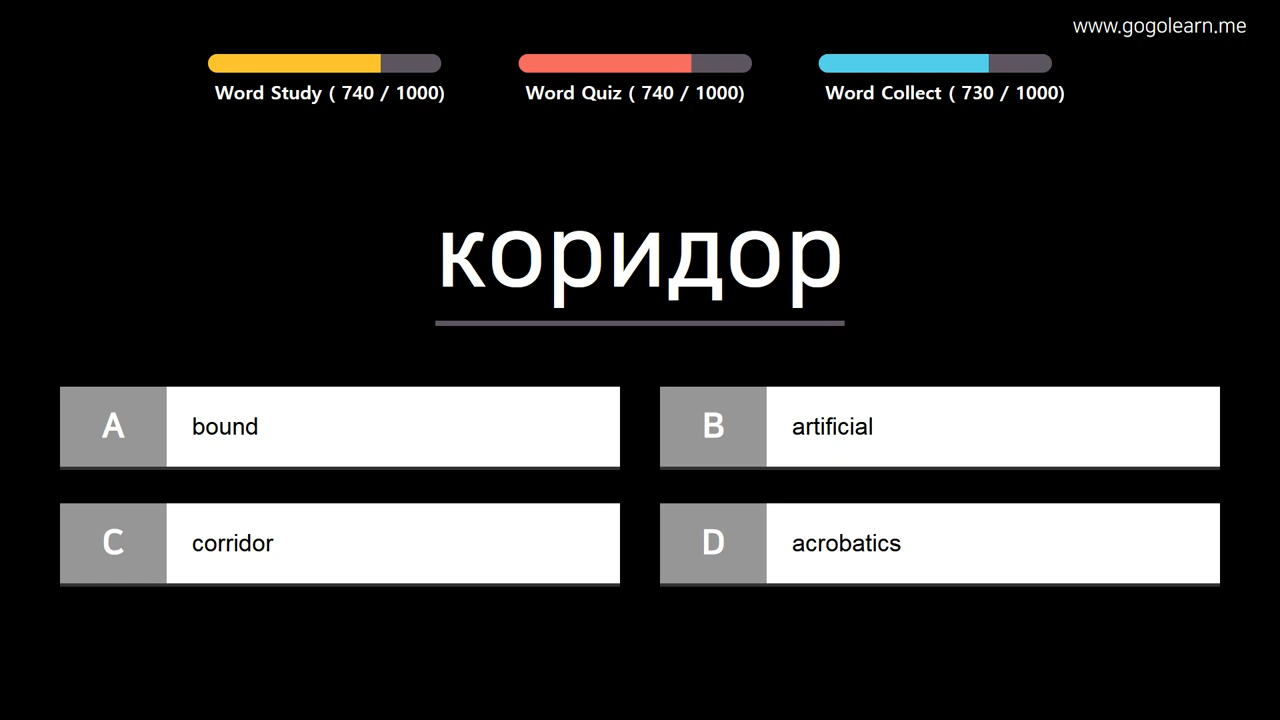 www.gogolearn.me
Word Study ( 740 / 1000)
Word Quiz ( 740 / 1000)
Word Collect ( 730 / 1000)
коридор
A bound
B artificial
C corridor
D acrobatics